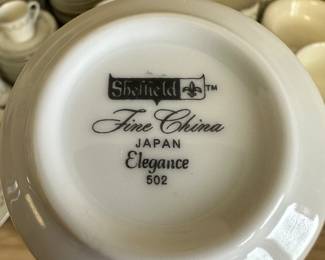 Sheffield TM
Fine China
JAPAN
Elegance
502